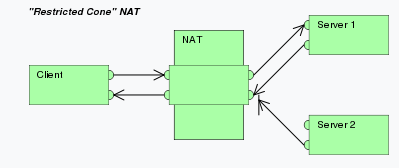 "Restricted Cone" NAT
NAT
Server 1
Client
Server 2